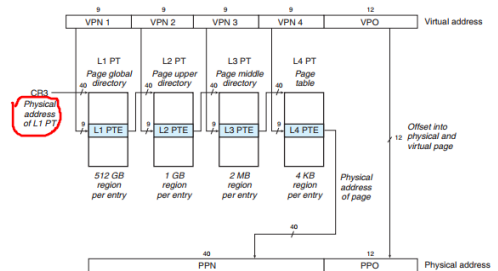 9 9 9 9 12
VPN 1 VPN 2 VPN 3 VPN 4 VPO Virtual address
L1 PT L2 PT L3 PT L4 PT
Page global Page upper Page middle Page
directory directory directory table
40 40 40 40
CR3
Physical
address
of L1 PT
9 9 9 9
L1 PTE L2 PTE L3 PTE L4 PTE
Offset into
12 physical and
virtual page
512 GB 1 GB 2 MB 4 KB
region region region region
per entry per entry per entry per entry
Physical
address
of page
40
40 12
PPN PPO Physical address